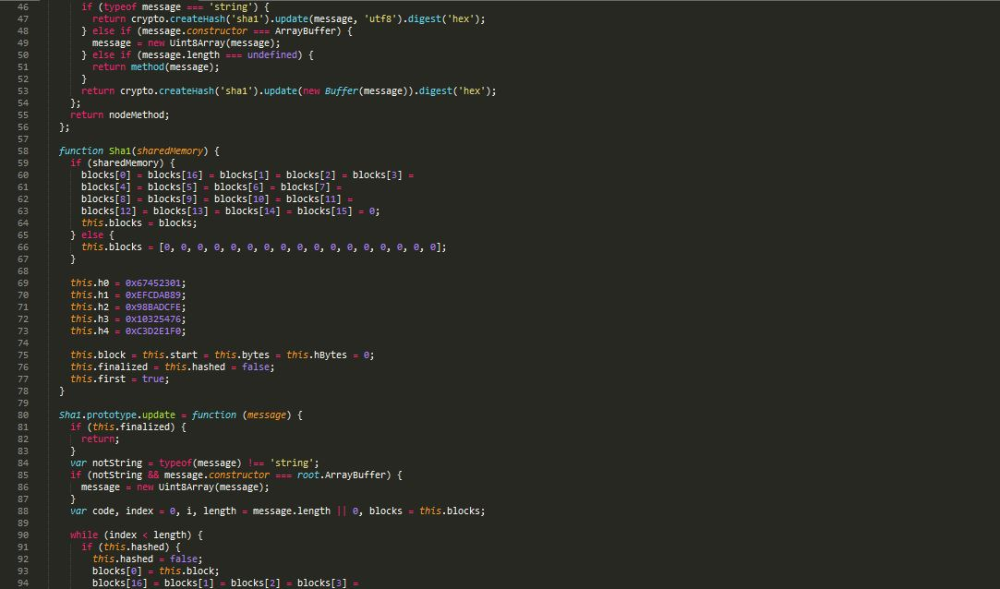 46 if (typeof message === 'string') {
47 return crypto.createHash('sha1').update(message, 'utf8').digest('hex');
48 } else if (message.constructor === ArrayBuffer) {
49 message = new Uint8Array(message);
50 } else if (message.length === undefined) {
51 return method(message);
52 }
53 return crypto.createHash('sha1').update(new Buffer(message)).digest('hex');
54 };
55 return nodeMethod;
56 };
57
58 function Sha1(sharedMemory) {
59 if (sharedMemory) {
60 blocks[0] = blocks[16] = blocks[1] = blocks[2] = blocks[3] =
61 blocks[4] = blocks[5] = blocks[6] = blocks[7] =
62 blocks[8] = blocks[9] = blocks[10] = blocks[11] =
63 blocks[12] = blocks[13] = blocks[14] = blocks[15] = 0;
64 this.blocks = blocks;
65 } else {
66 this.blocks = [0, 0, 0, 0, 0, 0, 0, 0, 0, 0, 0, 0, 0, 0, 0, 0, 0];
67 }
68
69 this.h0 = 0x67452301;
70 this.h1 = 0xEFCDAB89;
71 this.h2 = 0x98BADCFE;
72 this.h3 = 0x10325476;
73 this.h4 = 0xC3D2E1F0;
74
75 this.block = this.start = this.bytes = this.hBytes = 0;
76 this.finalized = this.hashed = false;
77 this.first = true;
78 }
79
80 Sha1.prototype.update = function (message) {
81 if (this.finalized) {
82 return;
83 }
84 var notString = typeof(message) !== 'string';
85 if (notString && message.constructor === root.ArrayBuffer) {
86 message = new Uint8Array(message);
87 }
88 var code, index = 0, i, length = message.length || 0, blocks = this.blocks;
89
90 while (index < length) {
91 if (this.hashed) {
92 this.hashed = false;
93 blocks[0] = this.block;
94 blocks[16] = blocks[1] = blocks[2] = blocks[3] =